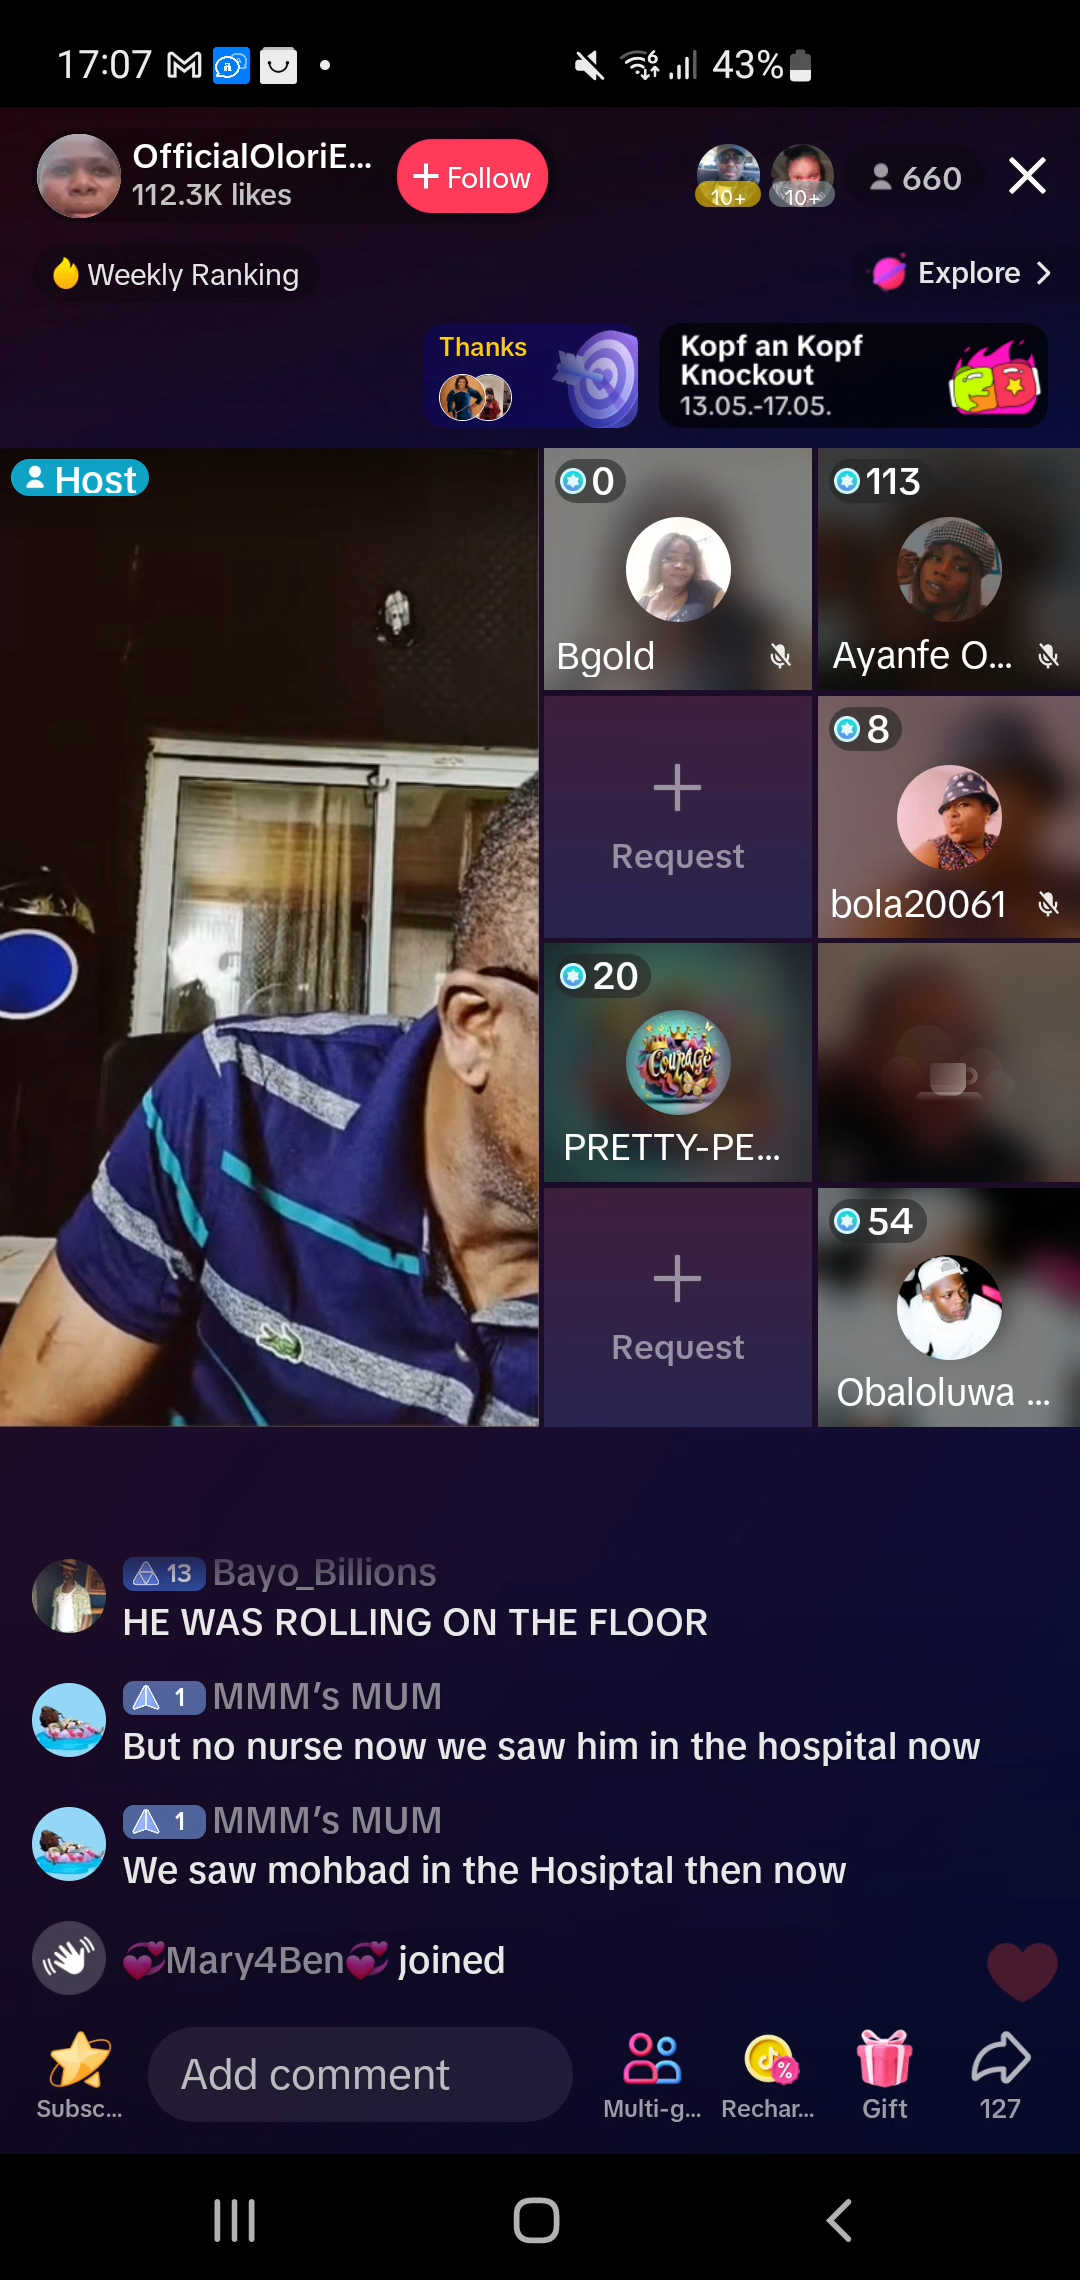 17:07
43%
OfficialOloriE...
112.3K likes
+ Follow
10+
10+
660
Weekly Ranking
Explore
Thanks
Kopf an Kopf
Knockout
13.05.-17.05.
Host
0
Bgold
113
Ayanfe O...
Request
8
bola20061
20
Courage
PRETTY-PE...
Request
54
Obaloluwa ...
13 Bayo_Billions
HE WAS ROLLING ON THE FLOOR
1 MMM's MUM
But no nurse now we saw him in the hospital now
1 MMM's MUM
We saw mohbad in the Hosiptal then now
💞Mary4Ben💞 joined
Add comment
Subsc...
Multi-g...
Rechar...
Gift
127